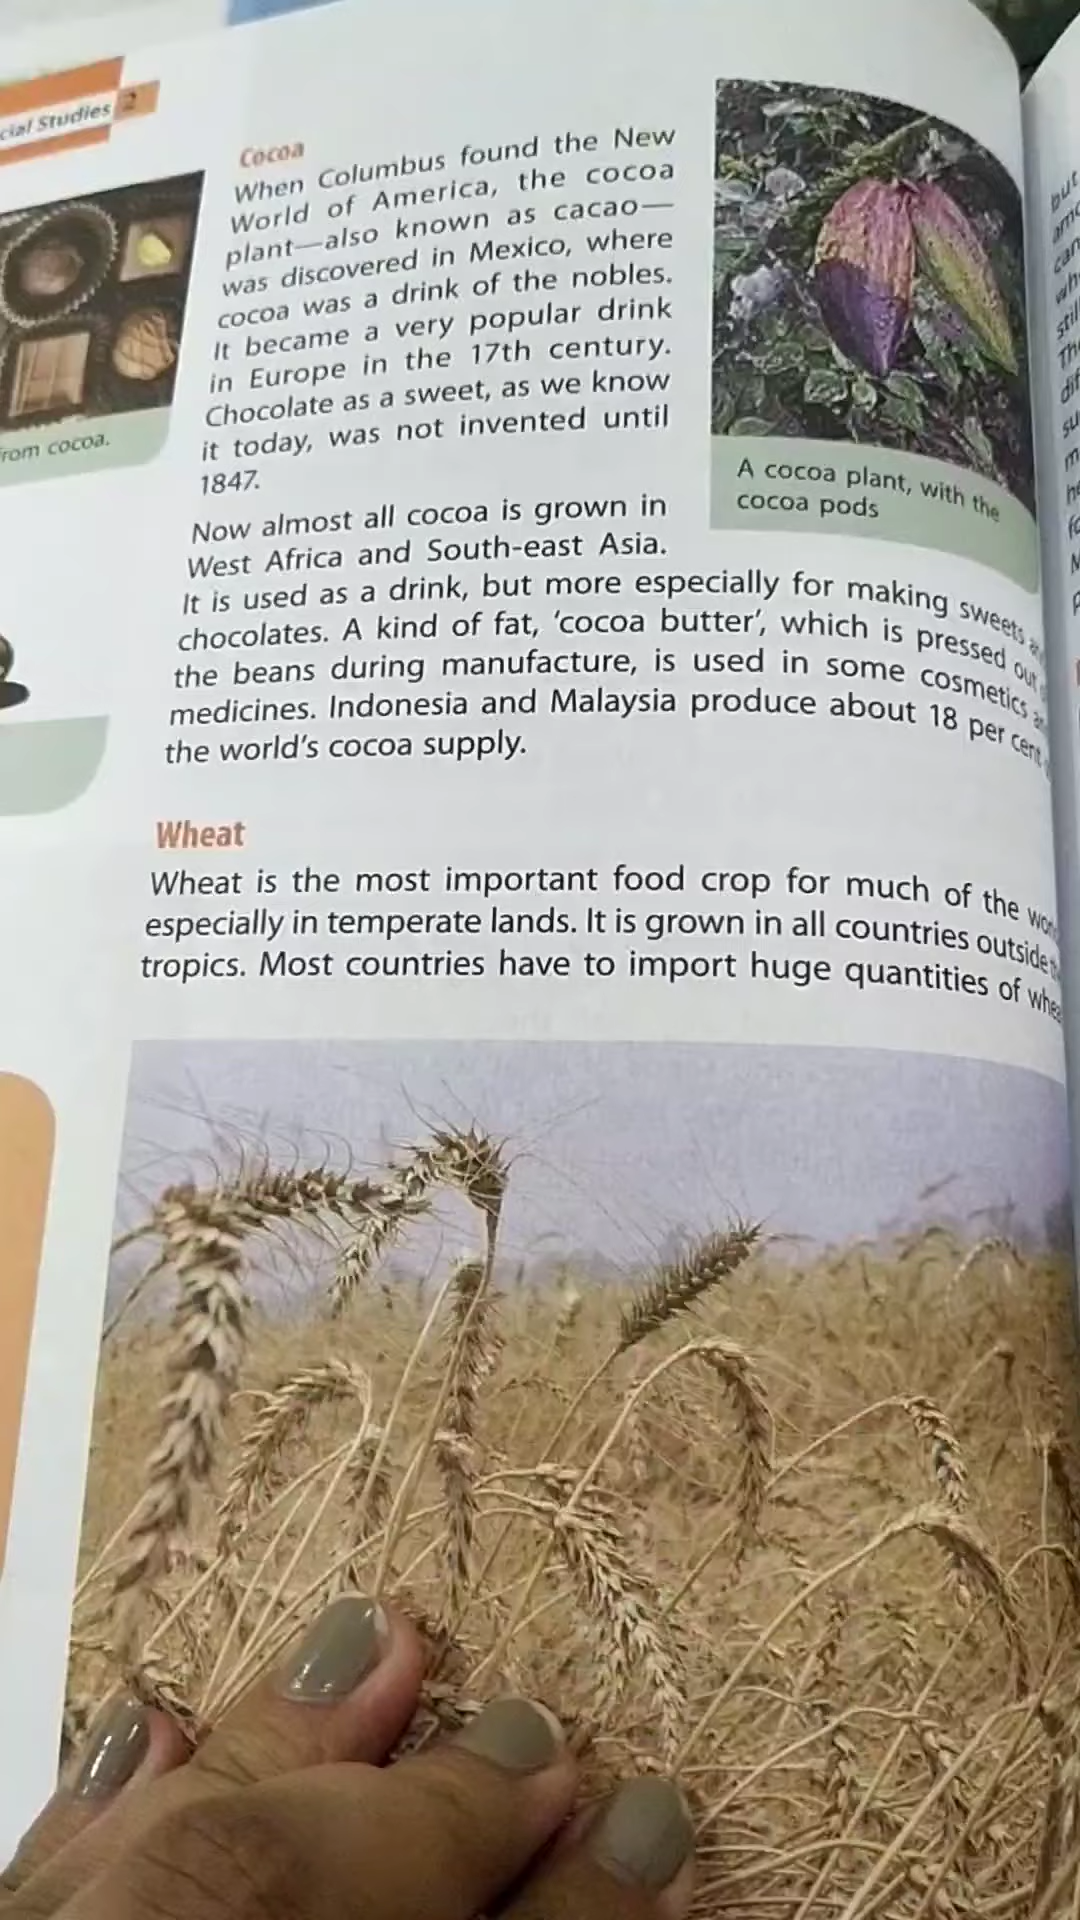 cial Studies 2
Cocoa
When Columbus found the New
World of America, the cocoa
plant—also known as cacao—
was discovered in Mexico, where
cocoa was a drink of the nobles.
It became a very popular drink
in Europe in the 17th century.
Chocolate as a sweet, as we know
it today, was not invented until
1847.
Now almost all cocoa is grown in
West Africa and South-east Asia.
It is used as a drink, but more especially for making sweets
chocolates. A kind of fat, ‘cocoa butter’, which is pressed out
the beans during manufacture, is used in some cosmetics
medicines. Indonesia and Malaysia produce about 18 per cent
the world’s cocoa supply.
rom cocoa.
A cocoa plant, with the
cocoa pods
Wheat
Wheat is the most important food crop for much of the
especially in temperate lands. It is grown in all countries outside
tropics. Most countries have to import huge quantities of
but